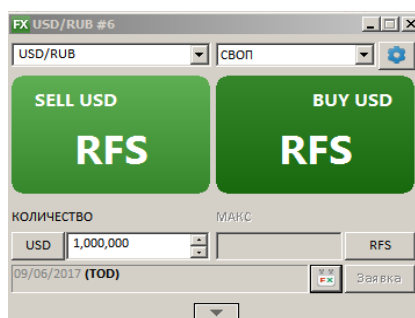 FX USD/RUB #6
USD/RUB СВОП
SELL USD BUY USD
RFS RFS
КОЛИЧЕСТВО МАКС
USD 1,000,000 RFS
09/06/2017 (TOD) FX Заявка